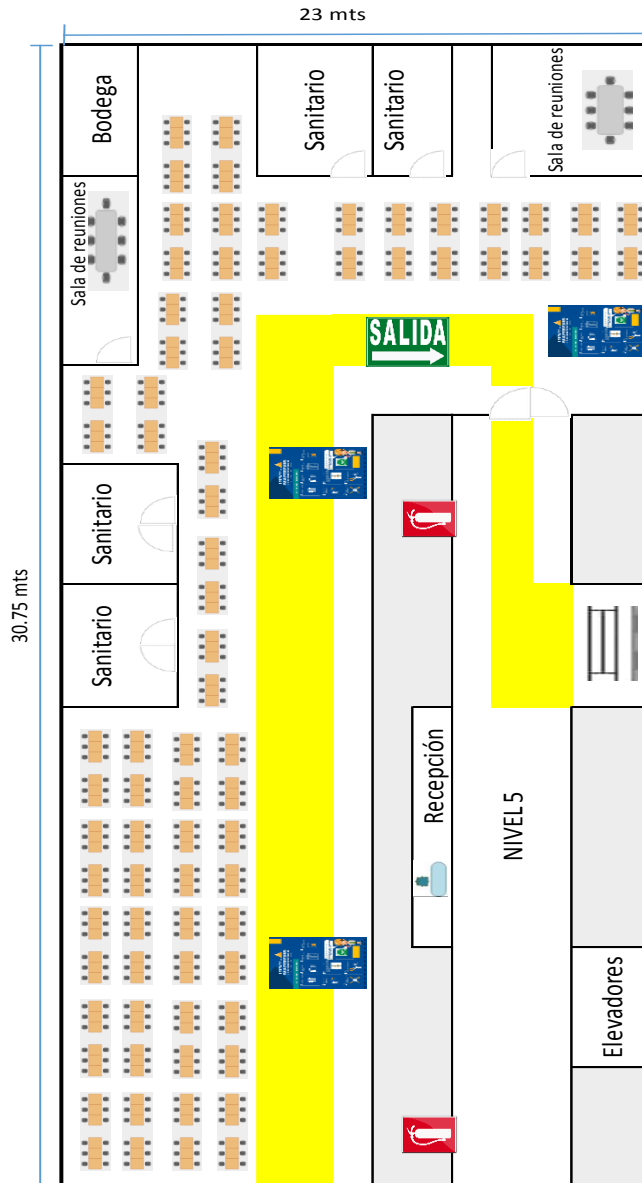 23 mts
30.75 mts
Bodega
Sanitario
Sanitario
Sala de reuniones
Sala de reuniones
SALIDA
Sanitario
Sanitario
Recepción
NIVEL 5
Elevadores